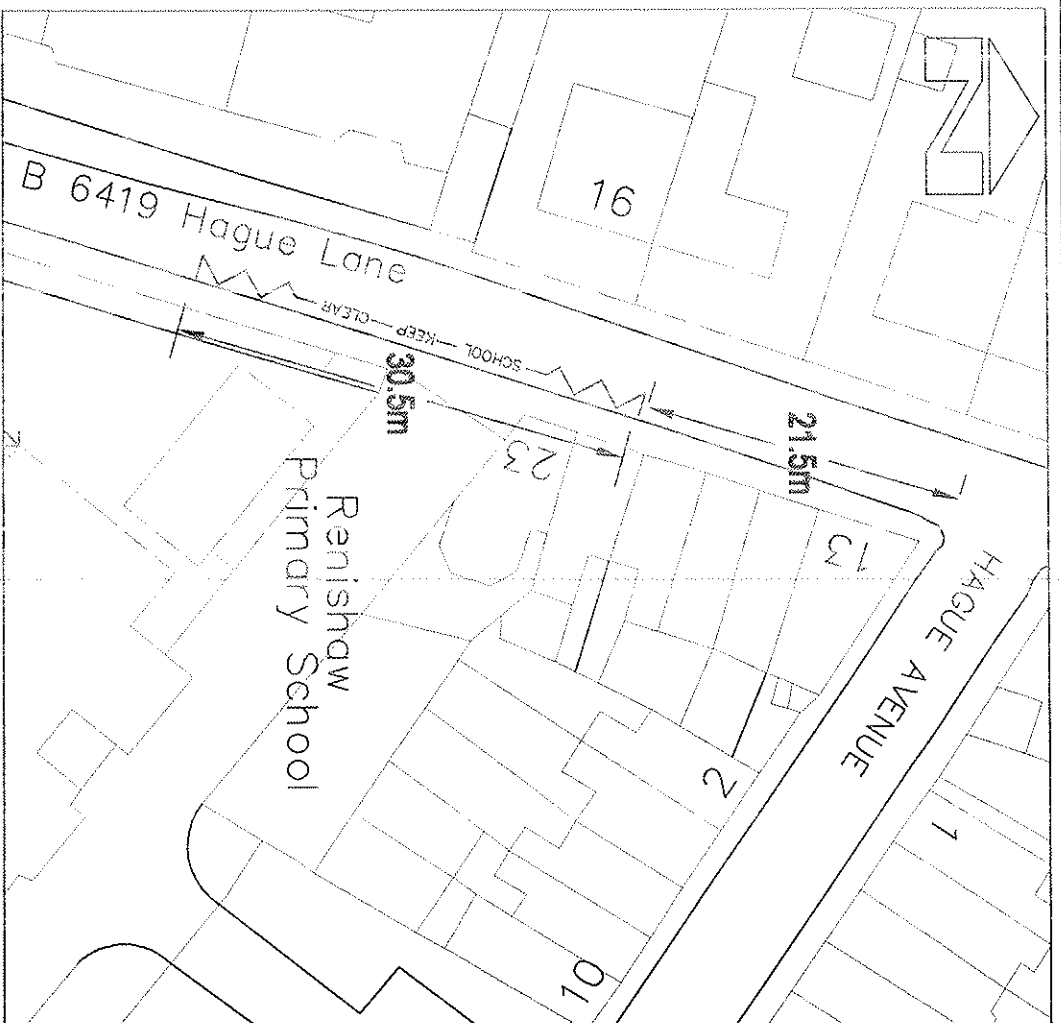 N
16
B 6419 Hague Lane
SCHOOL KEEP CLEAR
30.5m
21.5m
23
13
HAGUE AVENUE
Renishaw
Primary School
2
1
10